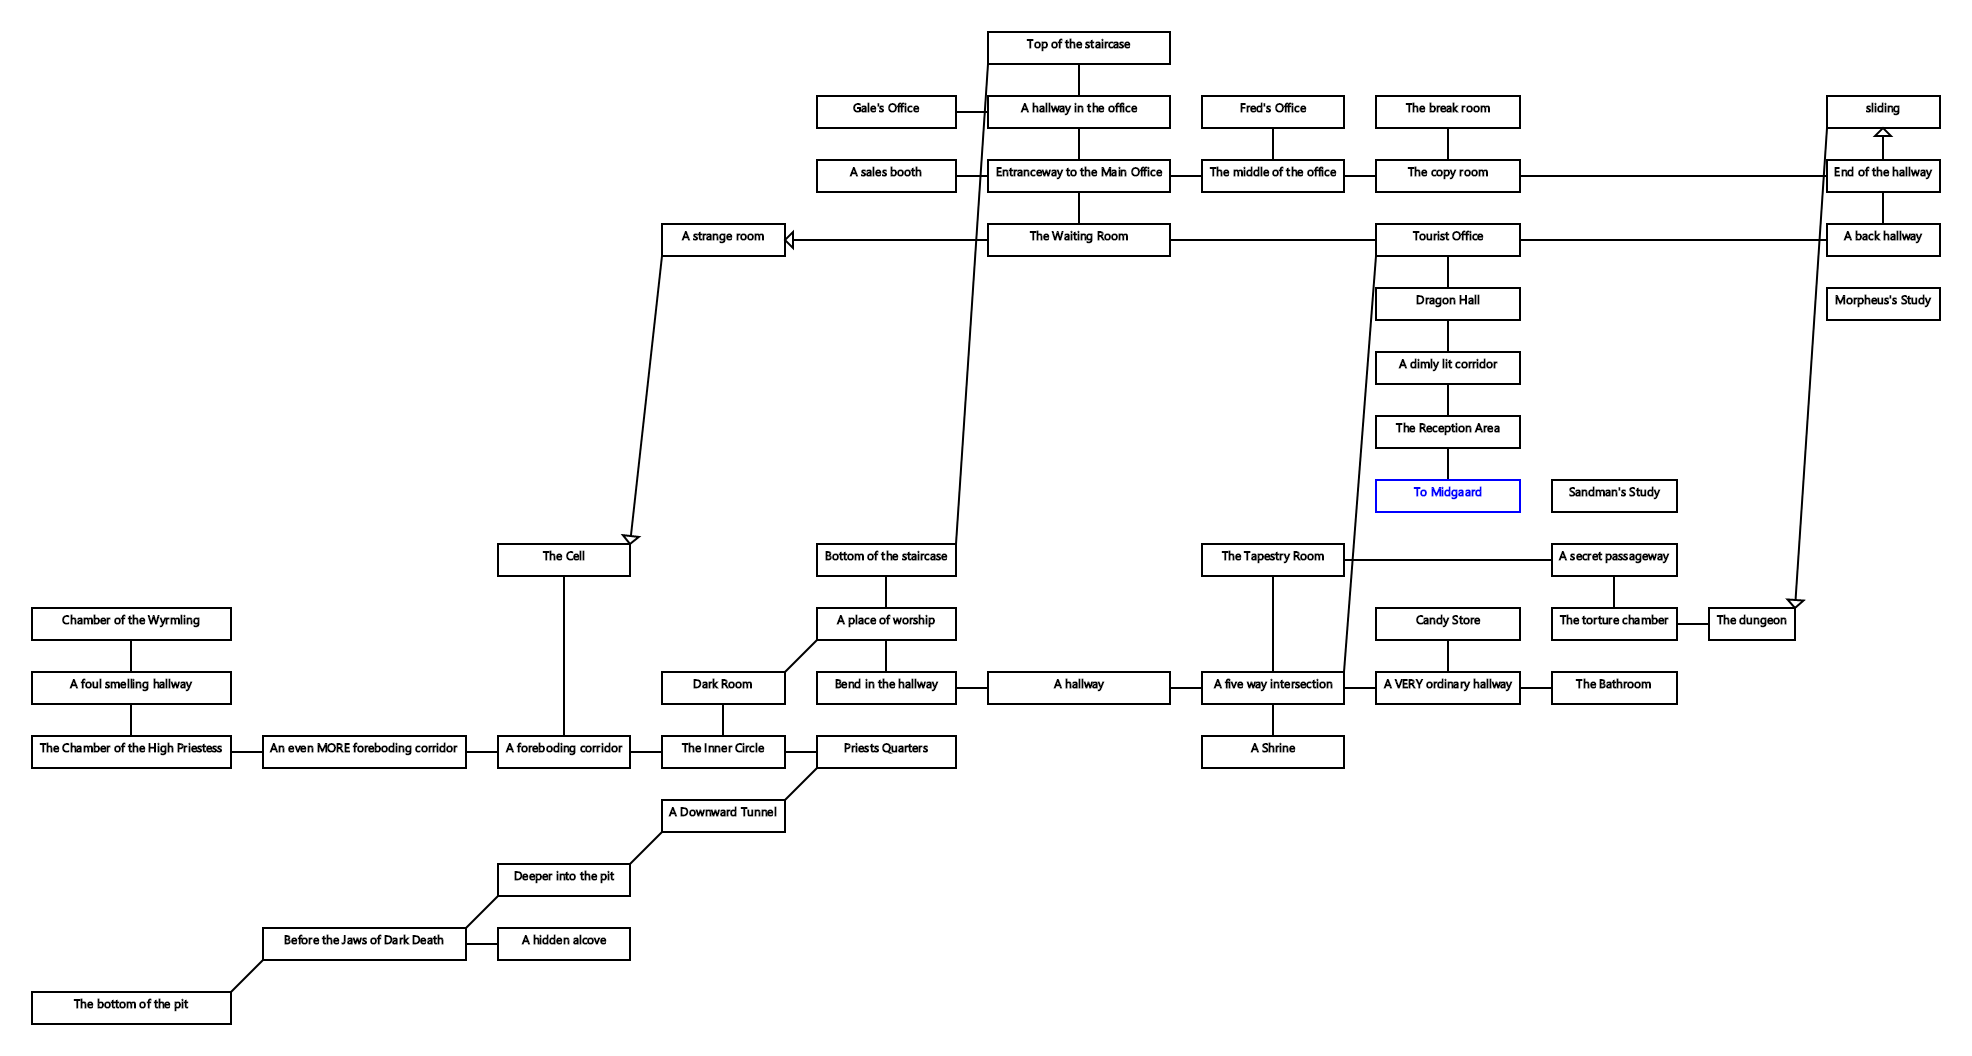 Top of the staircase
Gale's Office
A hallway in the office
Fred's Office
The break room
sliding
A sales booth
Entranceway to the Main Office
The middle of the office
The copy room
End of the hallway
A strange room
The Waiting Room
Tourist Office
A back hallway
Dragon Hall
Morpheus's Study
A dimly lit corridor
The Reception Area
To Midgaard
Sandman's Study
The Cell
Bottom of the staircase
The Tapestry Room
A secret passageway
Chamber of the Wyrmling
A place of worship
Candy Store
The torture chamber
The dungeon
A foul smelling hallway
Dark Room
Bend in the hallway
A hallway
A five way intersection
A VERY ordinary hallway
The Bathroom
The Chamber of the High Priestess
An even MORE foreboding corridor
A foreboding corridor
The Inner Circle
Priests Quarters
A Shrine
A Downward Tunnel
Deeper into the pit
Before the Jaws of Dark Death
A hidden alcove
The bottom of the pit